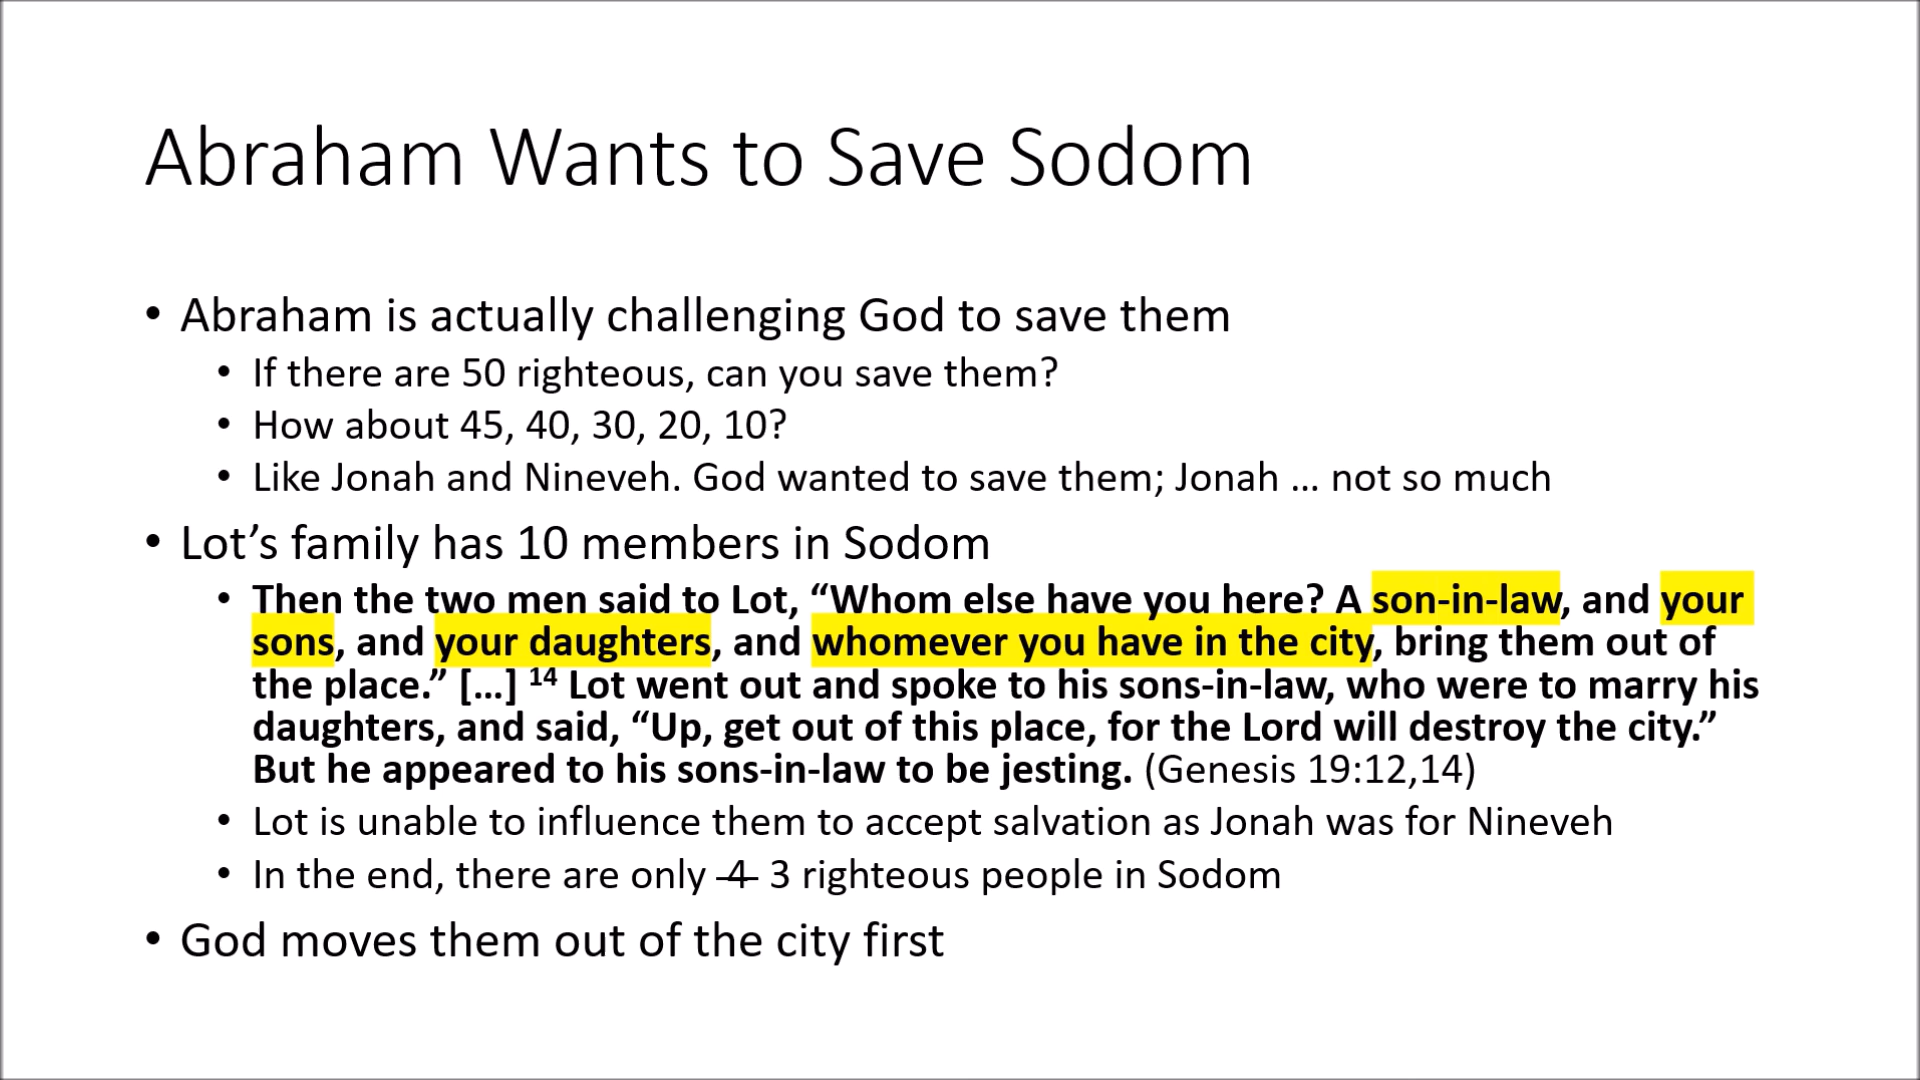 Abraham Wants to Save Sodom
• Abraham is actually challenging God to save them
• If there are 50 righteous, can you save them?
• How about 45, 40, 30, 20, 10?
• Like Jonah and Nineveh. God wanted to save them; Jonah … not so much
• Lot’s family has 10 members in Sodom
• Then the two men said to Lot, “Whom else have you here? A son-in-law, and your
sons, and your daughters, and whomever you have in the city, bring them out of
the place.” […] 14 Lot went out and spoke to his sons-in-law, who were to marry his
daughters, and said, “Up, get out of this place, for the Lord will destroy the city.”
But he appeared to his sons-in-law to be jesting. (Genesis 19:12,14)
• Lot is unable to influence them to accept salvation as Jonah was for Nineveh
• In the end, there are only 4 3 righteous people in Sodom
• God moves them out of the city first